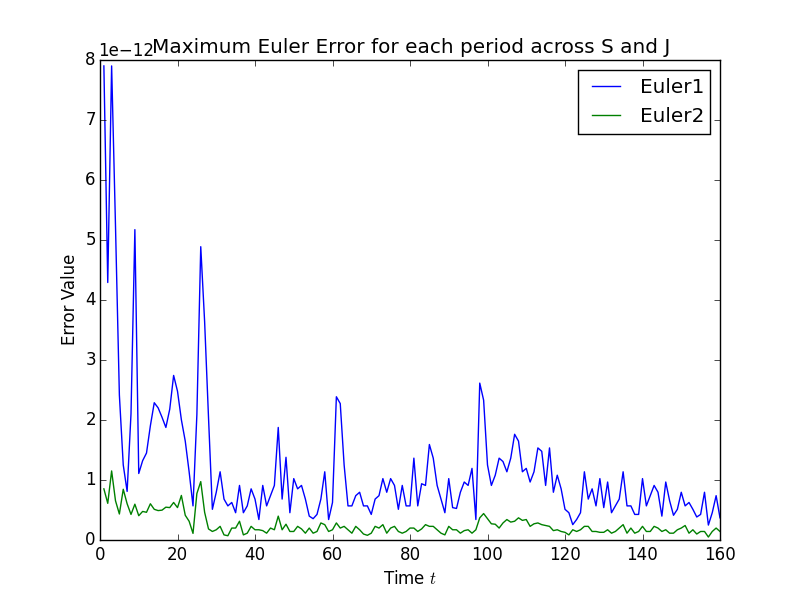 Maximum Euler Error for each period across S and J
1e−12
Euler1
Euler2
8
7
6
5
4
3
2
1
0
Error Value
0 20 40 60 80 100 120 140 160
Time t